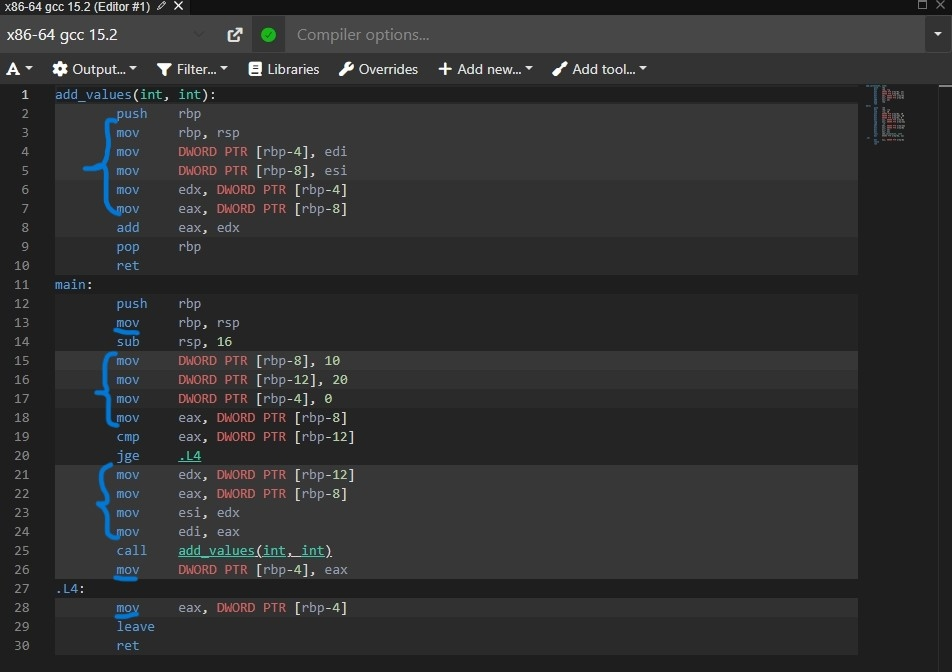 x86-64 gcc 15.2 (Editor #1)
x86-64 gcc 15.2 Compiler options...
A Output... Filter... Libraries Overrides Add new... Add tool...
1 add_values(int, int):
2 push rbp
3 mov rbp, rsp
4 mov DWORD PTR [rbp-4], edi
5 mov DWORD PTR [rbp-8], esi
6 mov edx, DWORD PTR [rbp-4]
7 mov eax, DWORD PTR [rbp-8]
8 add eax, edx
9 pop rbp
10 ret
11 main:
12 push rbp
13 mov rbp, rsp
14 sub rsp, 16
15 mov DWORD PTR [rbp-8], 10
16 mov DWORD PTR [rbp-12], 20
17 mov DWORD PTR [rbp-4], 0
18 mov eax, DWORD PTR [rbp-8]
19 cmp eax, DWORD PTR [rbp-12]
20 jge .L4
21 mov edx, DWORD PTR [rbp-12]
22 mov eax, DWORD PTR [rbp-8]
23 mov esi, edx
24 mov edi, eax
25 call add_values(int, int)
26 mov DWORD PTR [rbp-4], eax
27 .L4:
28 mov eax, DWORD PTR [rbp-4]
29 leave
30 ret